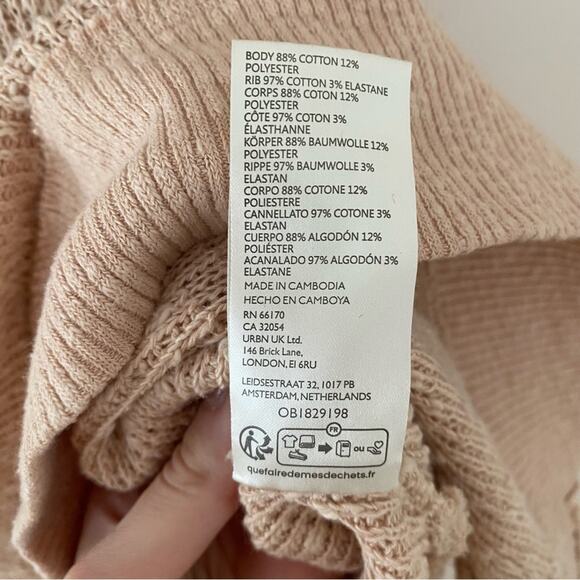 BODY 88% COTTON 12%
POLYESTER
RIB 97% COTTON 3% ELASTANE
CORPS 88% COTON 12%
POLYESTER
CÔTE 97% COTON 3%
ÉLASTHANNE
KÖRPER 88% BAUMWOLLE 12%
POLYESTER
RIPPE 97% BAUMWOLLE 3%
ELASTAN
CORPO 88% COTONE 12%
POLIESTERE
CANNELLATO 97% COTONE 3%
ELASTAN
CUERPO 88% ALGODÓN 12%
POLIÉSTER
ACANALADO 97% ALGODÓN 3%
ELASTANE
MADE IN CAMBODIA
HECHO EN CAMBOYA
RN 66170
CA 32054
URBN UK Ltd.
146 Brick Lane,
LONDON, E1 6RU
LEIDSESTRAAT 32, 1017 PB
AMSTERDAM, NETHERLANDS
OB1829198
FR
ou
quefairedemesdechets.fr